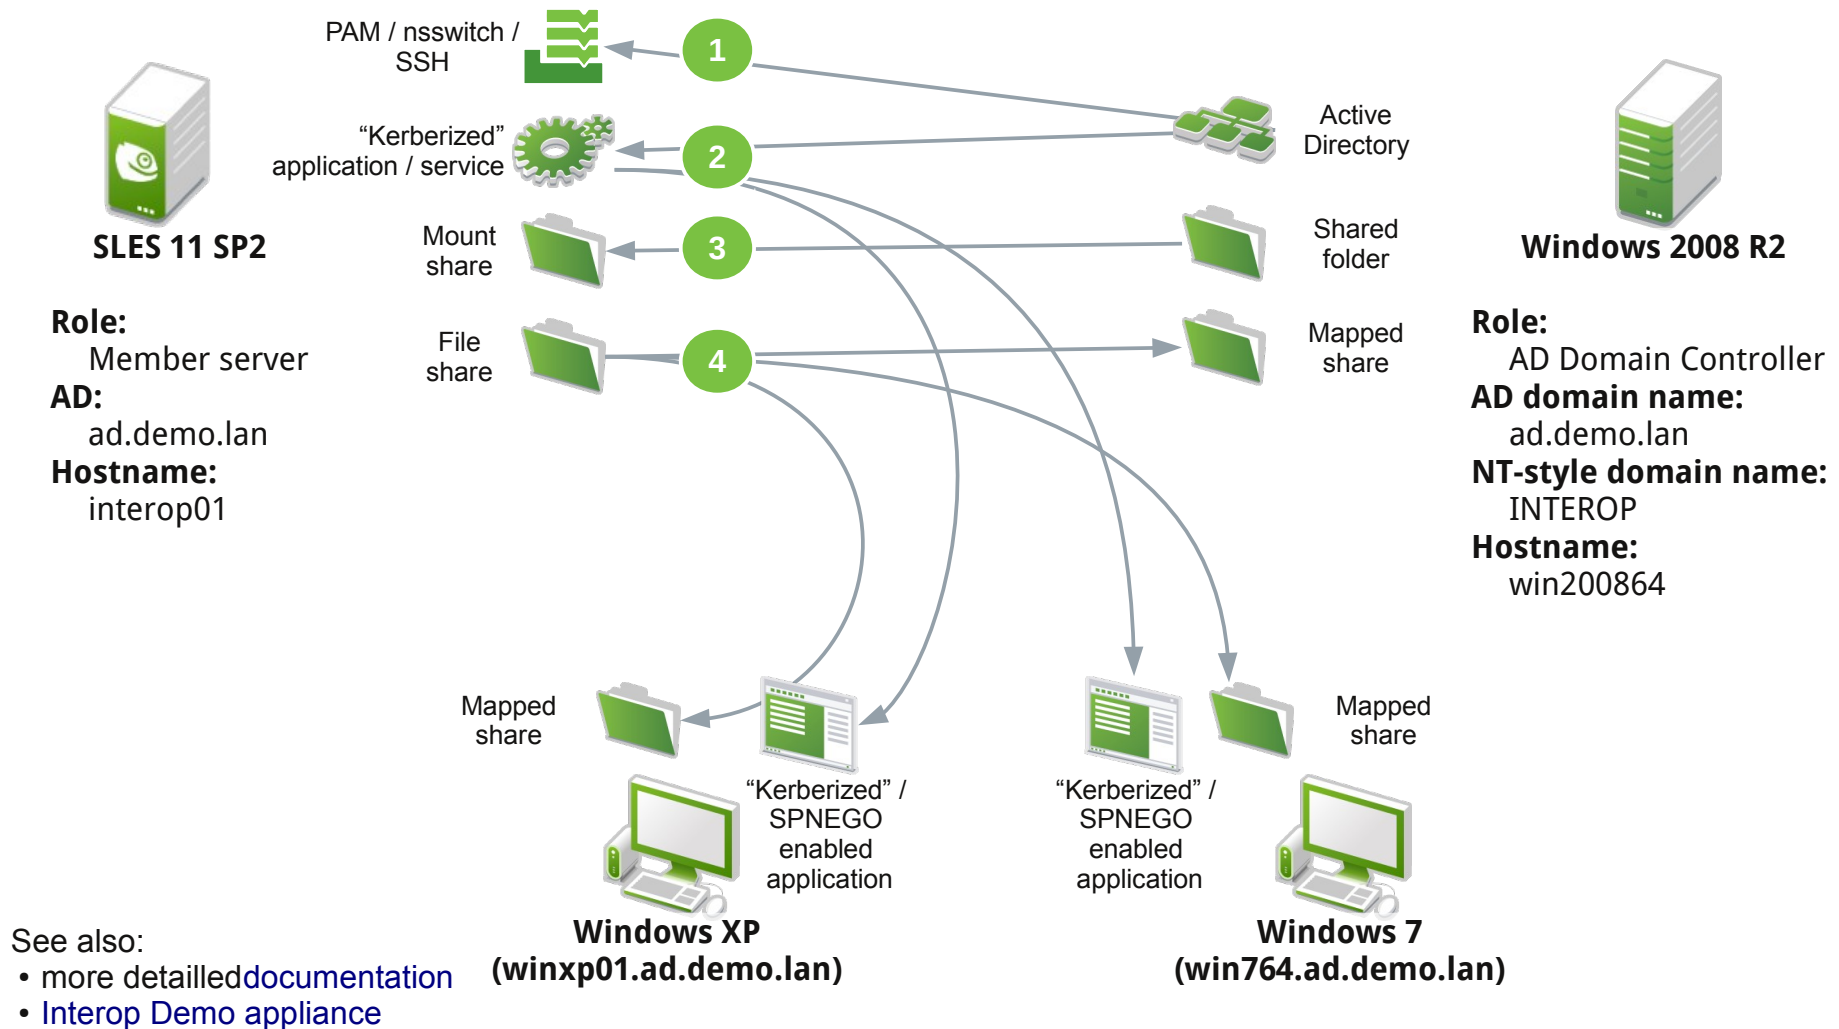 PAM / nsswitch /
SSH
1
Active
Directory
“Kerberized”
application / service
2
SLES 11 SP2
Mount
share
3
Shared
folder
Windows 2008 R2
File
share
4
Mapped
share
Role:
Member server
AD:
ad.demo.lan
Hostname:
interop01
Role:
AD Domain Controller
AD domain name:
ad.demo.lan
NT-style domain name:
INTEROP
Hostname:
win200864
Mapped
share
“Kerberized” /
SPNEGO
enabled
application
Windows XP
(winxp01.ad.demo.lan)
“Kerberized” /
SPNEGO
enabled
application
Mapped
share
Windows 7
(win764.ad.demo.lan)
See also:
• more detailleddocumentation
• Interop Demo appliance